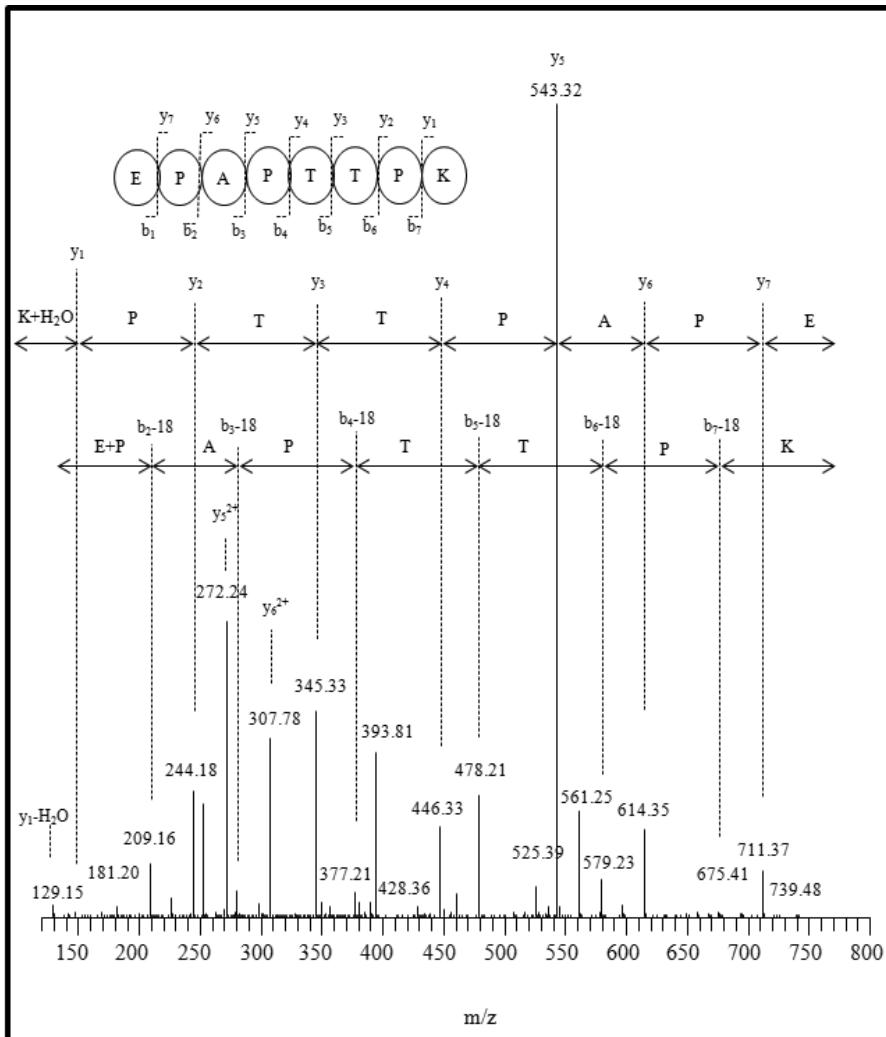 y₅
543.32
y₇ y₆ y₅ y₄ y₃ y₂ y₁
E P A P T T P K
b₁ b₂ b₃ b₄ b₅ b₆ b₇
y₁ y₂ y₃ y₄ y₆ y₇
K+H₂O P T T P A P E
b₂-18 b₃-18 b₄-18 b₅-18 b₆-18 b₇-18
E+P A P T T P K
y₅²⁺
272.24
y₆²⁺
345.33
307.78
393.81
244.18
478.21
y₁-H₂O
561.25
614.35
446.33
209.16
711.37
525.39
579.23
675.41
181.20
377.21
129.15
428.36
739.48
150 200 250 300 350 400 450 500 550 600 650 700 750 800
m/z